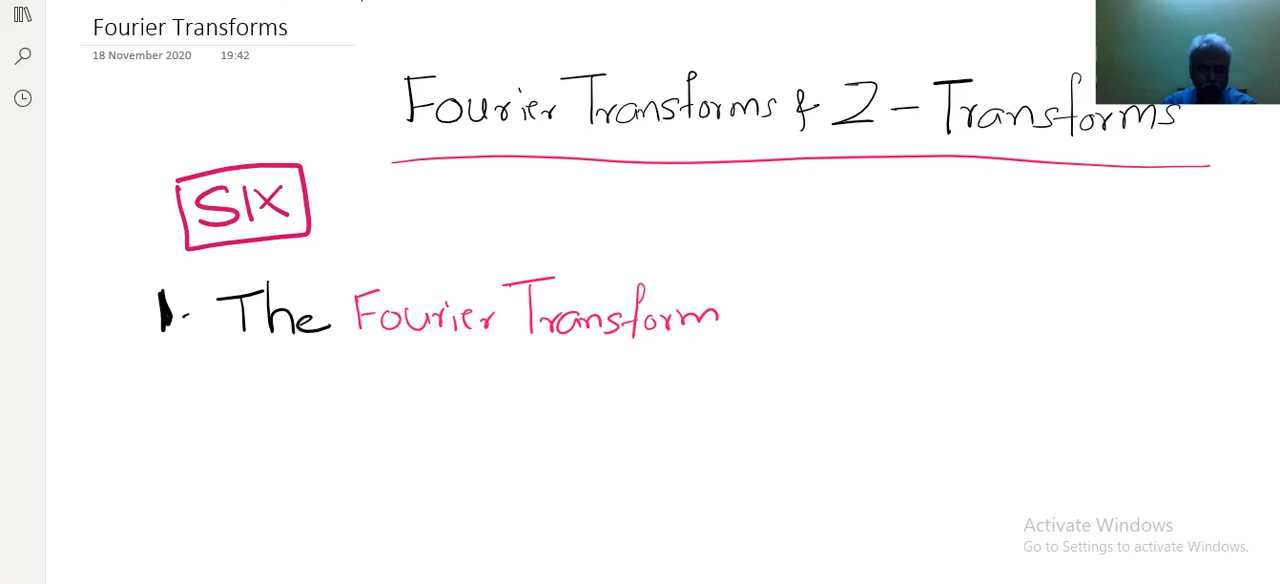 Fourier Transforms
18 November 2020 19:42
Fourier Transforms & Z - Transforms
SIX
1. The Fourier Transform
Activate Windows
Go to Settings to activate Windows.